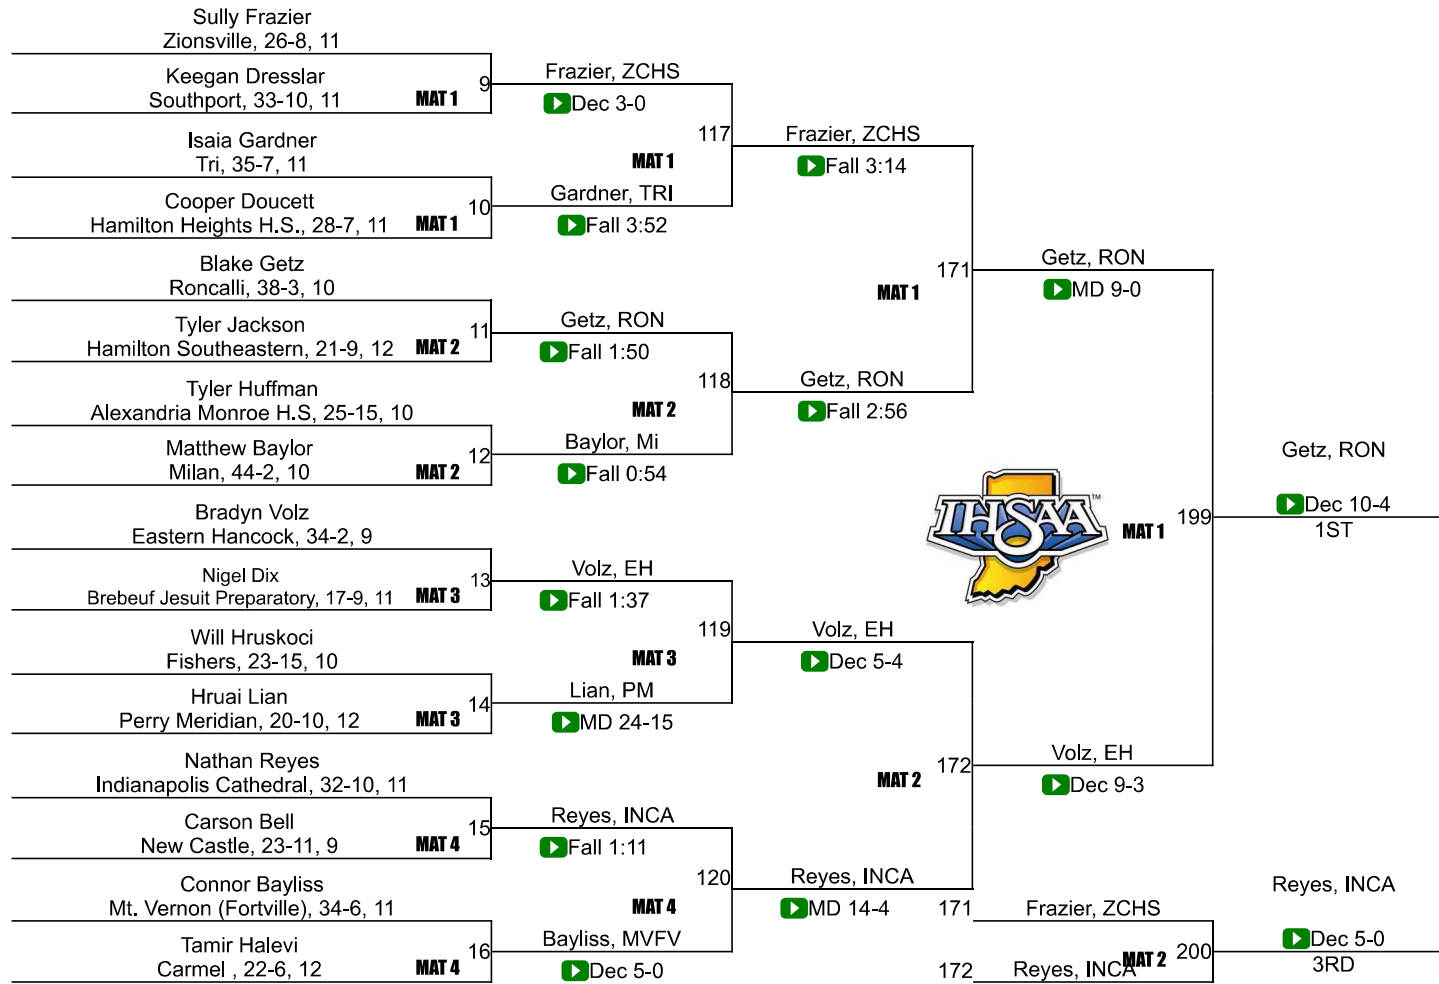 Sully Frazier
Zionsville, 26-8, 11
Keegan Dresslar
Southport, 33-10, 11
MAT 1
9
Frazier, ZCHS
Dec 3-0
Isaia Gardner
Tri, 35-7, 11
117
MAT 1
Frazier, ZCHS
Fall 3:14
Cooper Doucett
Hamilton Heights H.S., 28-7, 11
MAT 1
10
Gardner, TRI
Fall 3:52
Blake Getz
Roncalli, 38-3, 10
171
MAT 1
Getz, RON
MD 9-0
Tyler Jackson
Hamilton Southeastern, 21-9, 12
MAT 2
11
Getz, RON
Fall 1:50
Tyler Huffman
Alexandria Monroe H.S, 25-15, 10
118
MAT 2
Getz, RON
Fall 2:56
Matthew Baylor
Milan, 44-2, 10
MAT 2
12
Baylor, Mi
Fall 0:54
Getz, RON
Dec 10-4
1ST
IHSAA
TM
MAT 1
199
Bradyn Volz
Eastern Hancock, 34-2, 9
Nigel Dix
Brebeuf Jesuit Preparatory, 17-9, 11
MAT 3
13
Volz, EH
Fall 1:37
Will Hruskoci
Fishers, 23-15, 10
119
MAT 3
Volz, EH
Dec 5-4
Hruai Lian
Perry Meridian, 20-10, 12
MAT 3
14
Lian, PM
MD 24-15
Nathan Reyes
Indianapolis Cathedral, 32-10, 11
172
MAT 2
Volz, EH
Dec 9-3
Carson Bell
New Castle, 23-11, 9
MAT 4
15
Reyes, INCA
Fall 1:11
Connor Bayliss
Mt. Vernon (Fortville), 34-6, 11
120
MAT 4
Reyes, INCA
MD 14-4
Tamir Halevi
Carmel , 22-6, 12
MAT 4
16
Bayliss, MVFV
Dec 5-0
171
Frazier, ZCHS
172
Reyes, INCA
MAT 2
200
Reyes, INCA
Dec 5-0
3RD